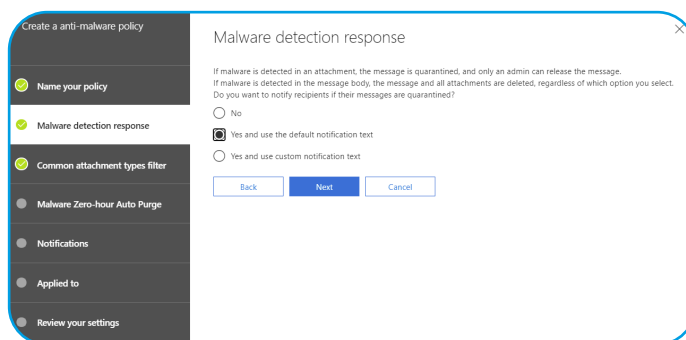 Create a anti-malware policy
Name your policy
Malware detection response
Common attachment types filter
Malware Zero-hour Auto Purge
Notifications
Applied to
Review your settings
Malware detection response
If malware is detected in an attachment, the message is quarantined, and only an admin can release the message.
If malware is detected in the message body, the message and all attachments are deleted, regardless of which option you select.
Do you want to notify recipients if their messages are quarantined?
No
Yes and use the default notification text
Yes and use custom notification text
Back Next Cancel